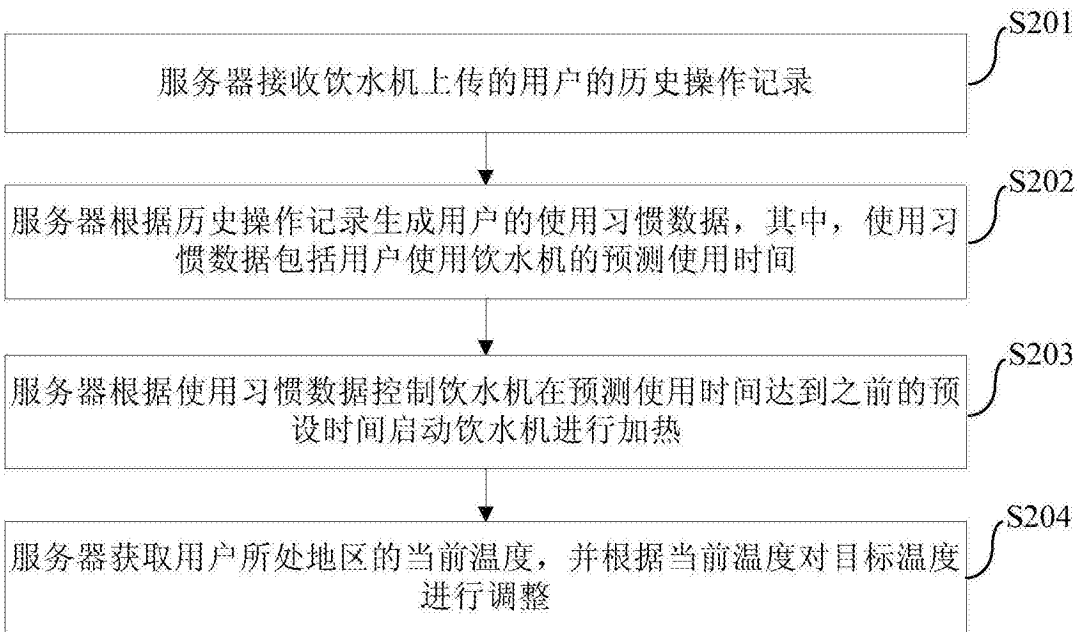 S201
服务器接收饮水机上传的用户的历史操作记录
S202
服务器根据历史操作记录生成用户的使用习惯数据，其中，使用习
惯数据包括用户使用饮水机的预测使用时间
S203
服务器根据使用习惯数据控制饮水机在预测使用时间达到之前的预
设时间启动饮水机进行加热
S204
服务器获取用户所处地区的当前温度，并根据当前温度对目标温度
进行调整